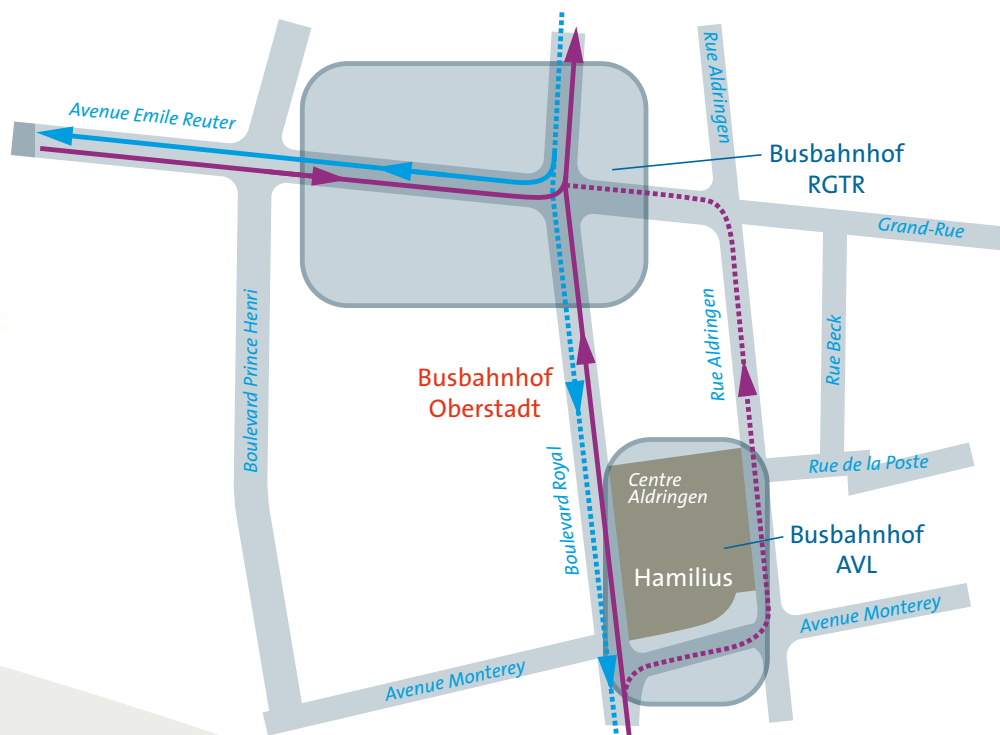 Rue Aldringen
Avenue Emile Reuter
Busbahnhof
RGTR
Grand-Rue
Boulevard Prince Henri
Rue Aldringen
Rue Beck
Busbahnhof
Oberstadt
Boulevard Royal
Rue de la Poste
Centre
Aldringen
Hamilius
Busbahnhof
AVL
Avenue Monterey
Avenue Monterey